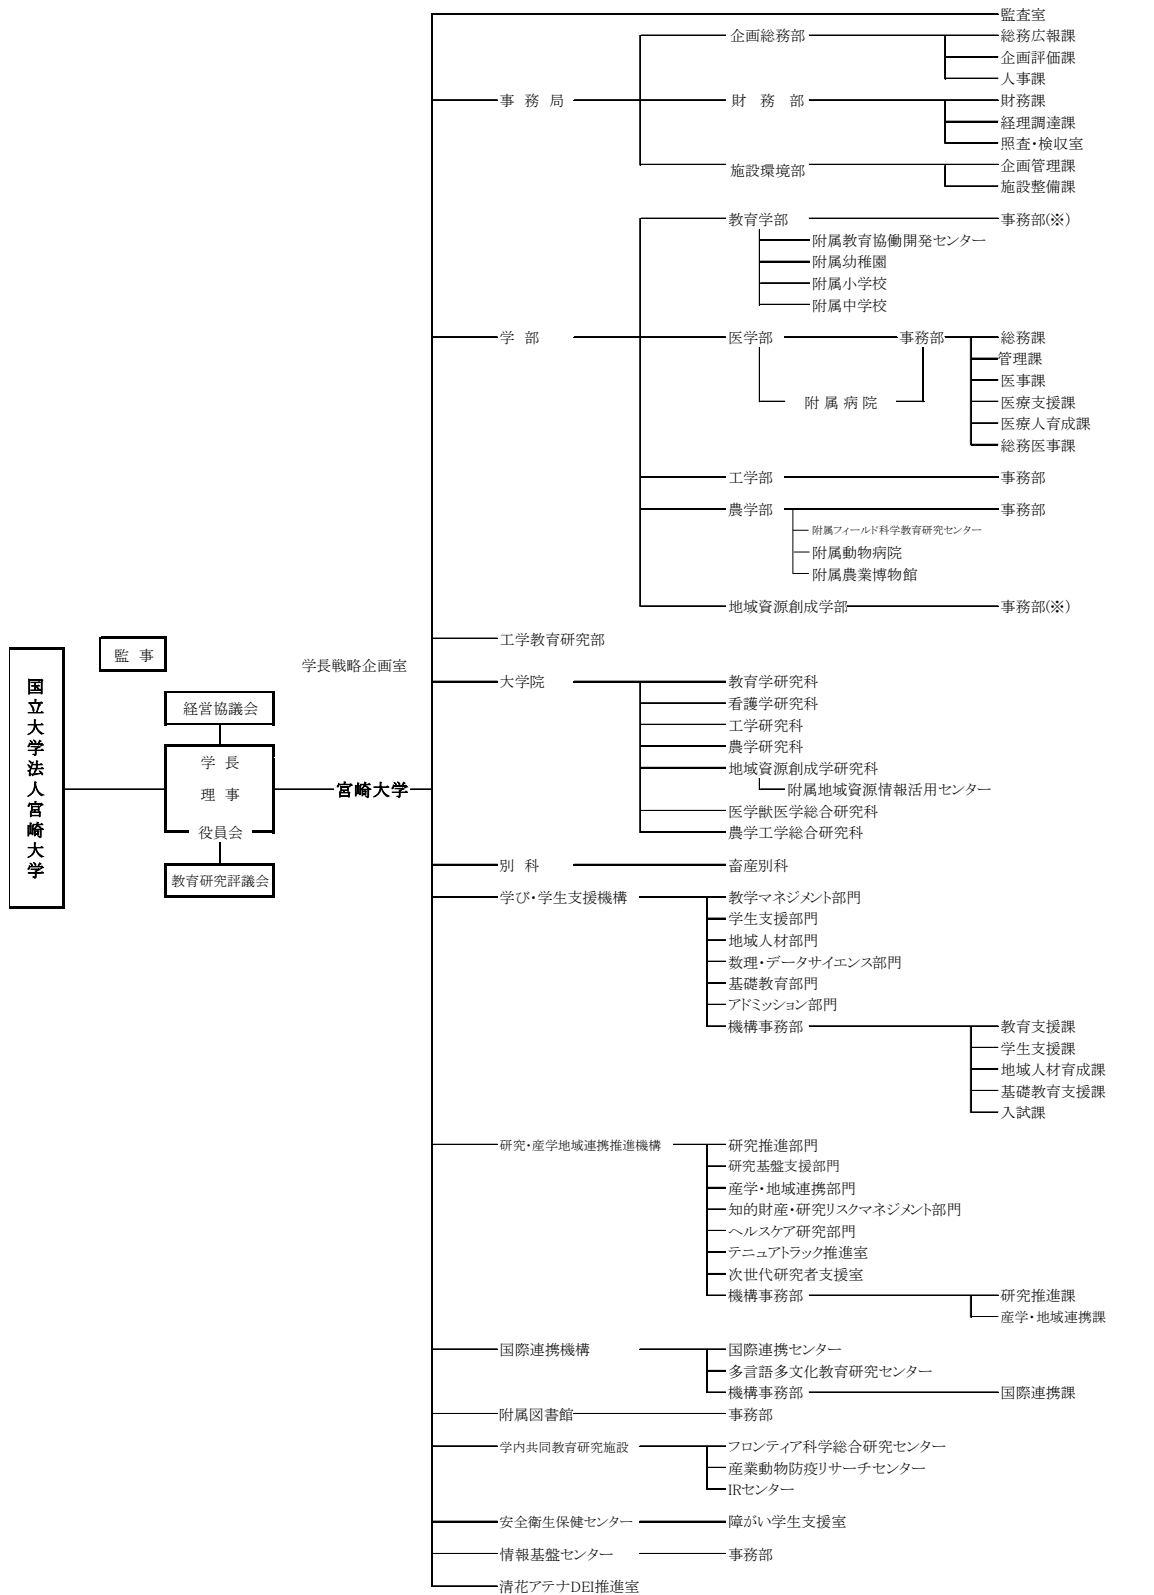 監査室
企画総務部 総務広報課
企画評価課
人事課
事務局 財務部 財務課
経理調達課
照査・検収室
施設環境部 企画管理課
施設整備課
教育学部 事務部(※)
附属教育協働開発センター
附属幼稚園
附属小学校
附属中学校
学部 医学部 事務部 総務課
管理課
医事課
附属病院 医療支援課
医療人育成課
総務医事課
工学部 事務部
農学部 事務部
附属フィールド科学教育研究センター
附属動物病院
附属農業博物館
地域資源創成学部 事務部(※)
工学教育研究部
監事
学長戦略企画室
国立大学法人宮崎大学
大学院 教育学研究科
経営協議会 看護学研究科
工学研究科
農学研究科
学長 地域資源創成学研究科
理事 宮崎大学 附属地域資源情報活用センター
医学獣医学総合研究科
役員会 農学工学総合研究科
別科 畜産別科
教育研究評議会
学び・学生支援機構 教学マネジメント部門
学生支援部門
地域人材部門
数理・データサイエンス部門
基礎教育部門
アドミッション部門
機構事務部 教育支援課
学生支援課
地域人材育成課
基礎教育支援課
入試課
研究・産学地域連携推進機構 研究推進部門
研究基盤支援部門
産学・地域連携部門
知的財産・研究リスクマネジメント部門
ヘルスケア研究部門
テニュアトラック推進室
次世代研究者支援室
機構事務部 研究推進課
産学・地域連携課
国際連携機構 国際連携センター
多言語多文化教育研究センター
機構事務部 国際連携課
附属図書館 事務部
学内共同教育研究施設 フロンティア科学総合研究センター
産業動物防疫リサーチセンター
IRセンター
安全衛生保健センター 障がい学生支援室
情報基盤センター 事務部
清花アテナDEI推進室